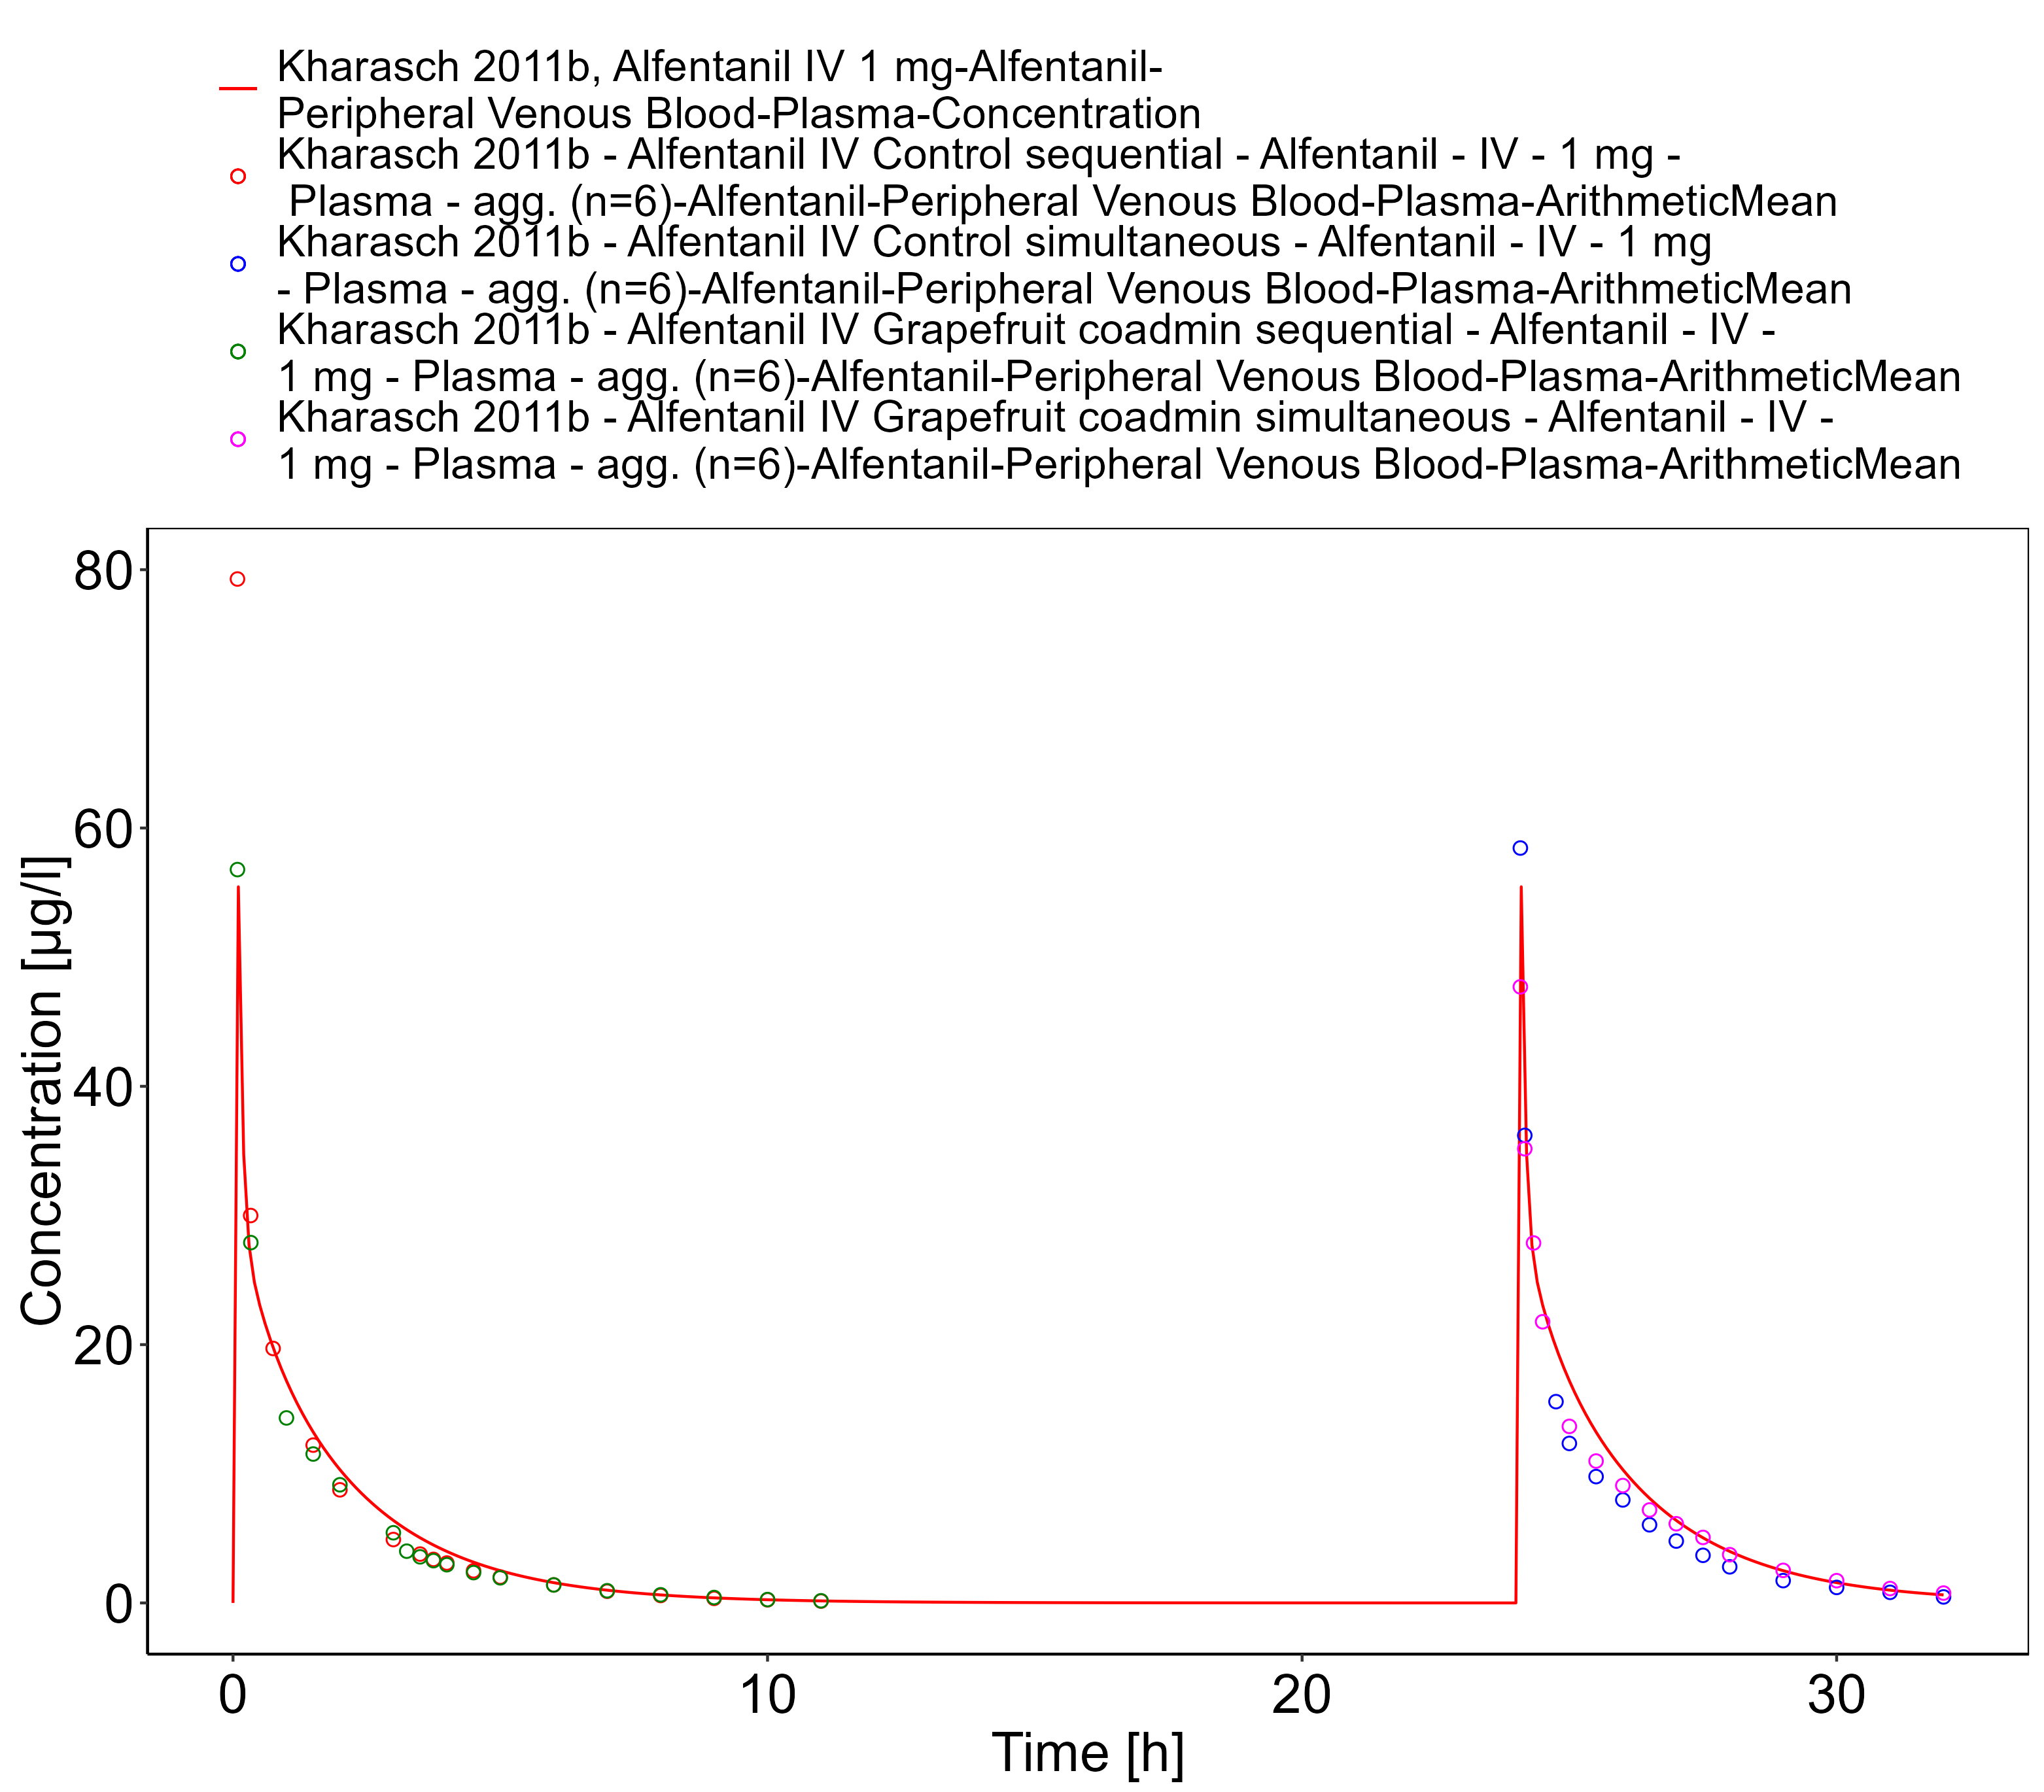 Kharasch 2011b, Alfentanil IV 1 mg-Alfentanil-
Peripheral Venous Blood-Plasma-Concentration
Kharasch 2011b - Alfentanil IV Control sequential - Alfentanil - IV - 1 mg -
Plasma - agg. (n=6)-Alfentanil-Peripheral Venous Blood-Plasma-ArithmeticMean
Kharasch 2011b - Alfentanil IV Control simultaneous - Alfentanil - IV - 1 mg
- Plasma - agg. (n=6)-Alfentanil-Peripheral Venous Blood-Plasma-ArithmeticMean
Kharasch 2011b - Alfentanil IV Grapefruit coadmin sequential - Alfentanil - IV -
1 mg - Plasma - agg. (n=6)-Alfentanil-Peripheral Venous Blood-Plasma-ArithmeticMean
Kharasch 2011b - Alfentanil IV Grapefruit coadmin simultaneous - Alfentanil - IV -
1 mg - Plasma - agg. (n=6)-Alfentanil-Peripheral Venous Blood-Plasma-ArithmeticMean
Concentration [µg/l]
80
60
40
20
0
0
10
20
30
Time [h]